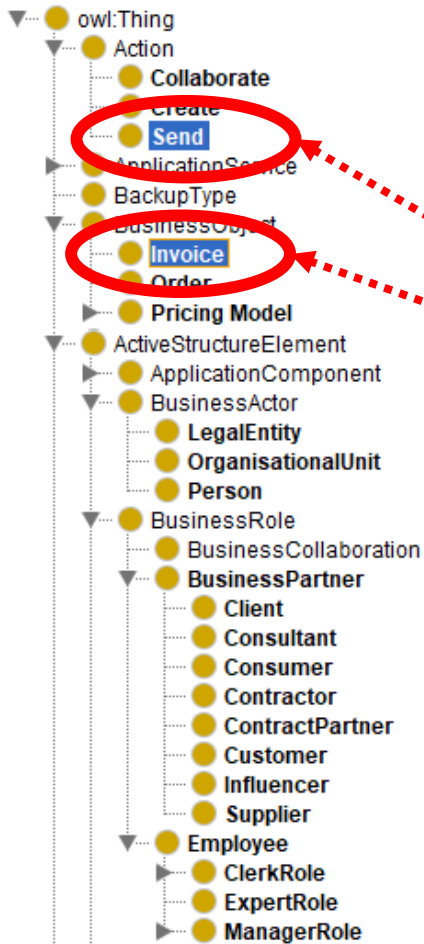 owl:Thing
Action
Collaborate
Create
Send
ApplicationService
BackupType
BusinessObject
Invoice
Order
Pricing Model
ActiveStructureElement
ApplicationComponent
BusinessActor
LegalEntity
OrganisationalUnit
Person
BusinessRole
BusinessCollaboration
BusinessPartner
Client
Consultant
Consumer
Contractor
ContractPartner
Customer
Influencer
Supplier
Employee
ClerkRole
ExpertRole
ManagerRole